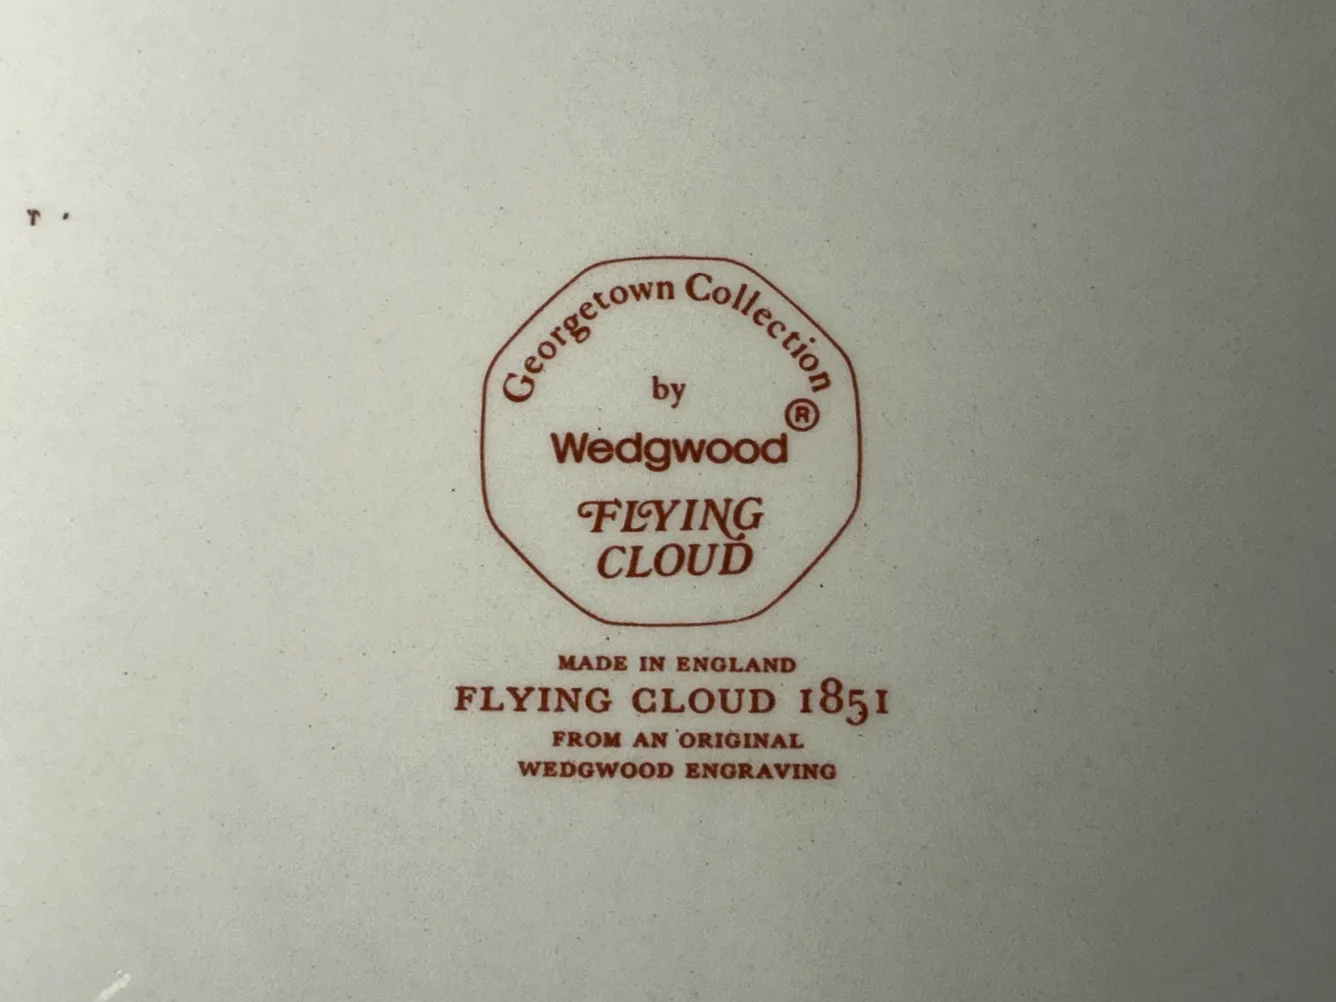 Georgetown Collection
by
Wedgwood®
FLYING
CLOUD
MADE IN ENGLAND
FLYING CLOUD 1851
FROM AN ORIGINAL
WEDGWOOD ENGRAVING